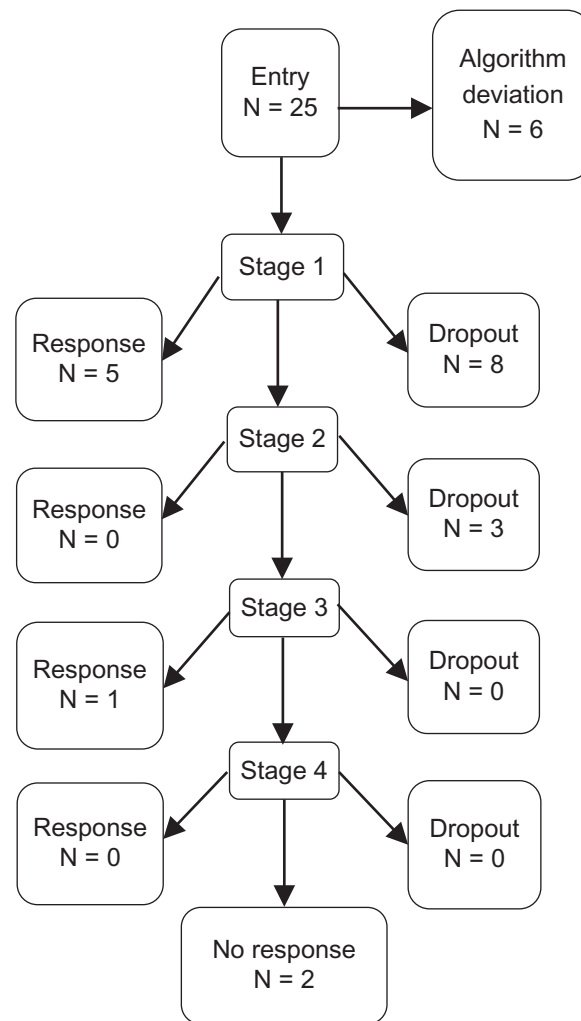 Entry
N = 25
Algorithm
deviation
N = 6
Stage 1
Response
N = 5
Dropout
N = 8
Stage 2
Response
N = 0
Dropout
N = 3
Stage 3
Response
N = 1
Dropout
N = 0
Stage 4
Response
N = 0
Dropout
N = 0
No response
N = 2